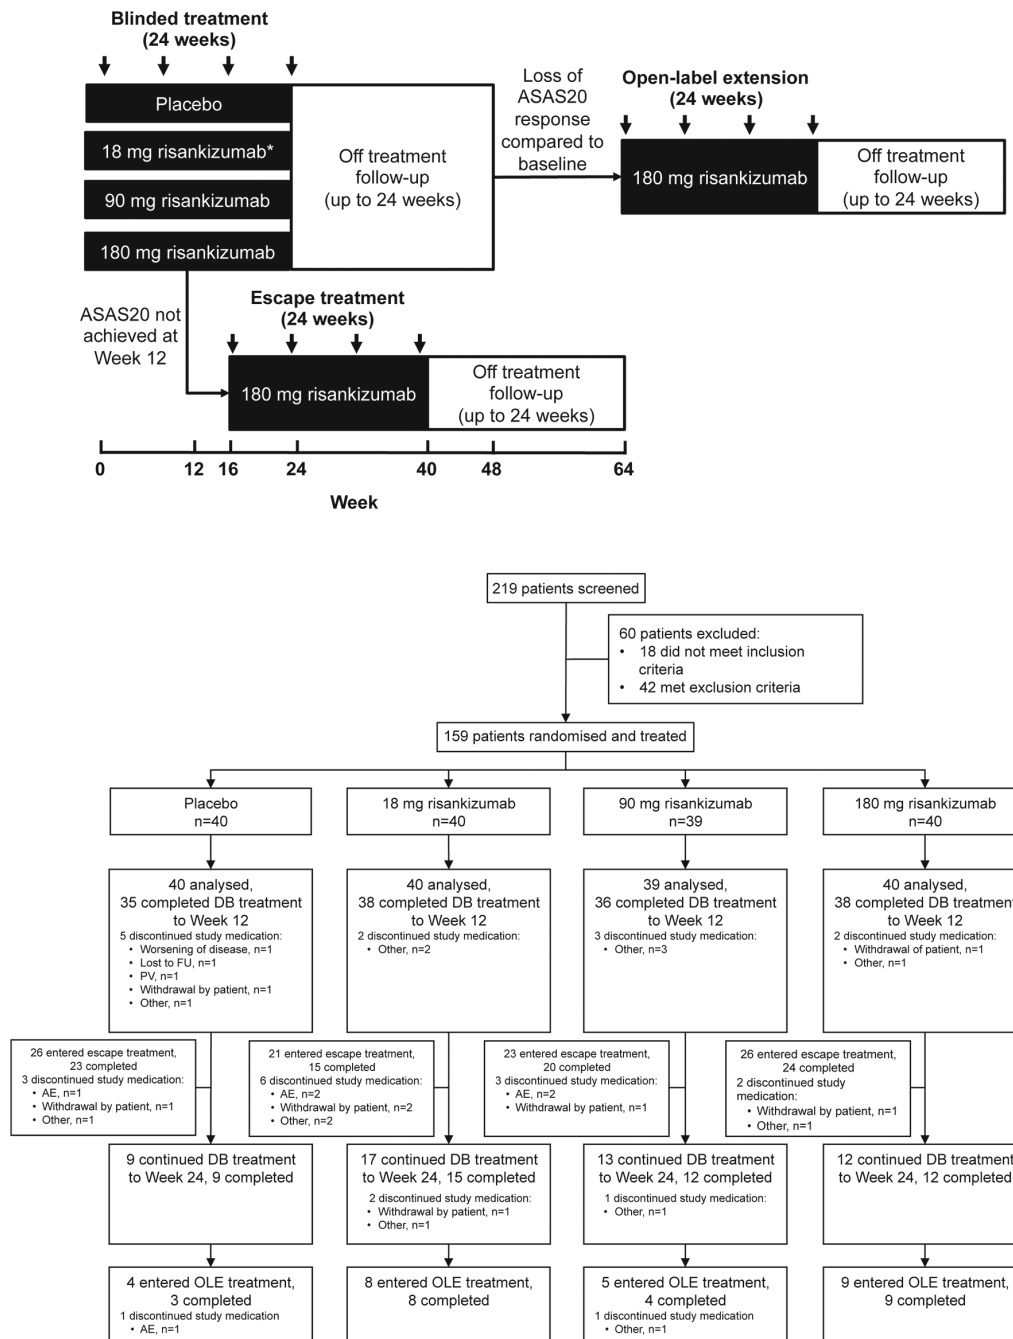 Blinded treatment
(24 weeks)
Placebo
18 mg risankizumab*
90 mg risankizumab
180 mg risankizumab
Off treatment
follow-up
(up to 24 weeks)
Loss of
ASAS20
response
compared to
baseline
Open-label extension
(24 weeks)
180 mg risankizumab
Off treatment
follow-up
(up to 24 weeks)
ASAS20 not
achieved at
Week 12
Escape treatment
(24 weeks)
180 mg risankizumab
Off treatment
follow-up
(up to 24 weeks)
0 12 16 24 40 48 64
Week
219 patients screened
60 patients excluded:
• 18 did not meet inclusion
criteria
• 42 met exclusion criteria
159 patients randomised and treated
Placebo
n=40
18 mg risankizumab
n=40
90 mg risankizumab
n=39
180 mg risankizumab
n=40
40 analysed,
35 completed DB treatment
to Week 12
5 discontinued study medication:
• Worsening of disease, n=1
• Lost to FU, n=1
• PV, n=1
• Withdrawal by patient, n=1
• Other, n=1
40 analysed,
38 completed DB treatment
to Week 12
2 discontinued study medication:
• Other, n=2
39 analysed,
36 completed DB treatment
to Week 12
3 discontinued study medication:
• Other, n=3
40 analysed,
38 completed DB treatment
to Week 12
2 discontinued study medication:
• Withdrawal of patient, n=1
• Other, n=1
26 entered escape treatment,
23 completed
3 discontinued study medication:
• AE, n=1
• Withdrawal by patient, n=1
• Other, n=1
21 entered escape treatment,
15 completed
6 discontinued study medication:
• AE, n=2
• Withdrawal by patient, n=2
• Other, n=2
23 entered escape treatment,
20 completed
3 discontinued study medication:
• AE, n=2
• Withdrawal by patient, n=1
26 entered escape treatment,
24 completed
2 discontinued study
medication:
• Withdrawal by patient, n=1
• Other, n=1
9 continued DB treatment
to Week 24, 9 completed
17 continued DB treatment
to Week 24, 15 completed
2 discontinued study medication:
• Withdrawal by patient, n=1
• Other, n=1
13 continued DB treatment
to Week 24, 12 completed
1 discontinued study medication:
• Other, n=1
12 continued DB treatment
to Week 24, 12 completed
4 entered OLE treatment,
3 completed
1 discontinued study medication
• AE, n=1
8 entered OLE treatment,
8 completed
5 entered OLE treatment,
4 completed
1 discontinued study medication
• Other, n=1
9 entered OLE treatment,
9 completed